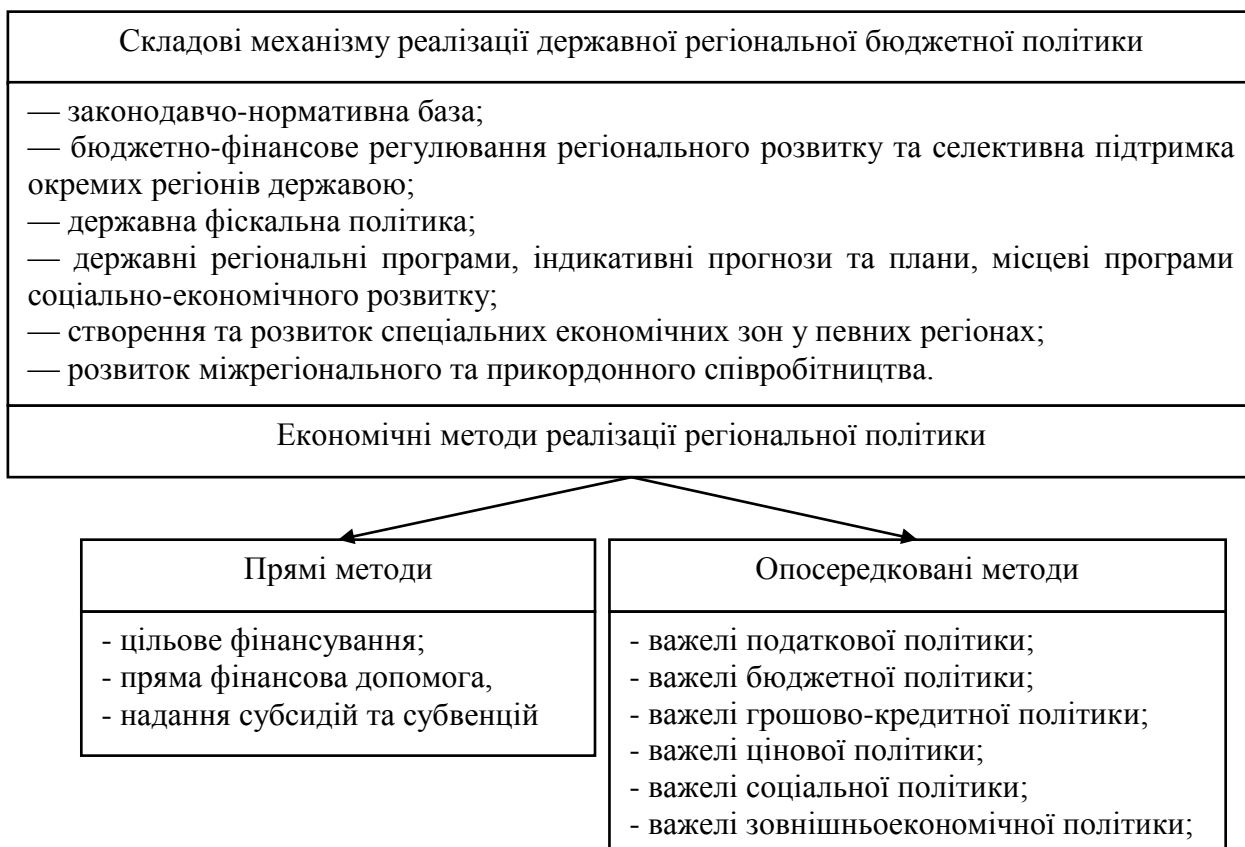 Складові механізму реалізації державної регіональної бюджетної політики
— законодавчо-нормативна база;
— бюджетно-фінансове регулювання регіонального розвитку та селективна підтримка
окремих регіонів державою;
— державна фіскальна політика;
— державні регіональні програми, індикативні прогнози та плани, місцеві програми
соціально-економічного розвитку;
— створення та розвиток спеціальних економічних зон у певних регіонах;
— розвиток міжрегіонального та прикордонного співробітництва.
Економічні методи реалізації регіональної політики
Прямі методи
- цільове фінансування;
- пряма фінансова допомога,
- надання субсидій та субвенцій
Опосередковані методи
- важелі податкової політики;
- важелі бюджетної політики;
- важелі грошово-кредитної політики;
- важелі цінової політики;
- важелі соціальної політики;
- важелі зовнішньоекономічної політики;